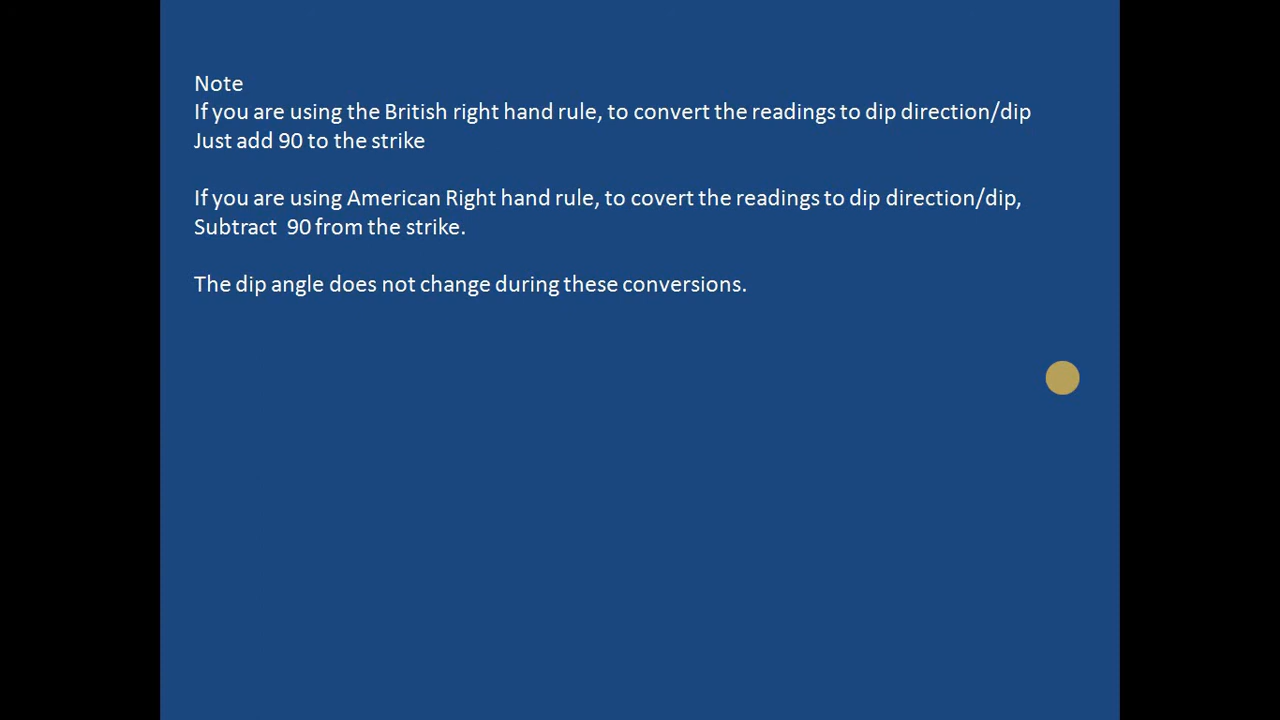 Note
If you are using the British right hand rule, to convert the readings to dip direction/dip
Just add 90 to the strike
If you are using American Right hand rule, to covert the readings to dip direction/dip,
Subtract  90 from the strike.
The dip angle does not change during these conversions.